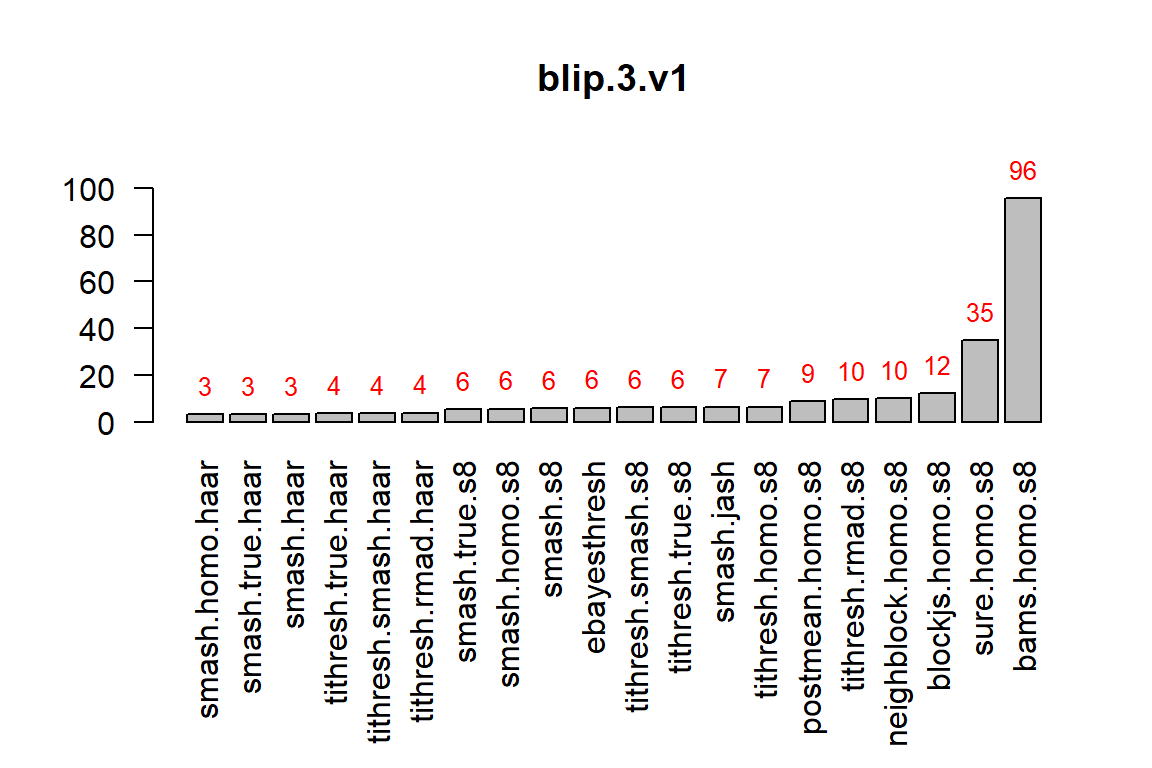 blip.3.v1
100
80
60
40
20
0
3
3
3
4
4
4
6
6
6
6
6
6
7
7
9
10
10
12
35
96
smash.homo.haar
smash.true.haar
smash.haar
tithresh.true.haar
tithresh.smash.haar
tithresh.rmad.haar
smash.true.s8
smash.homo.s8
smash.s8
ebayesthresh
tithresh.smash.s8
tithresh.true.s8
smash.jash
tithresh.homo.s8
postmean.homo.s8
tithresh.rmad.s8
neighblock.homo.s8
blockjs.homo.s8
sure.homo.s8
bams.homo.s8